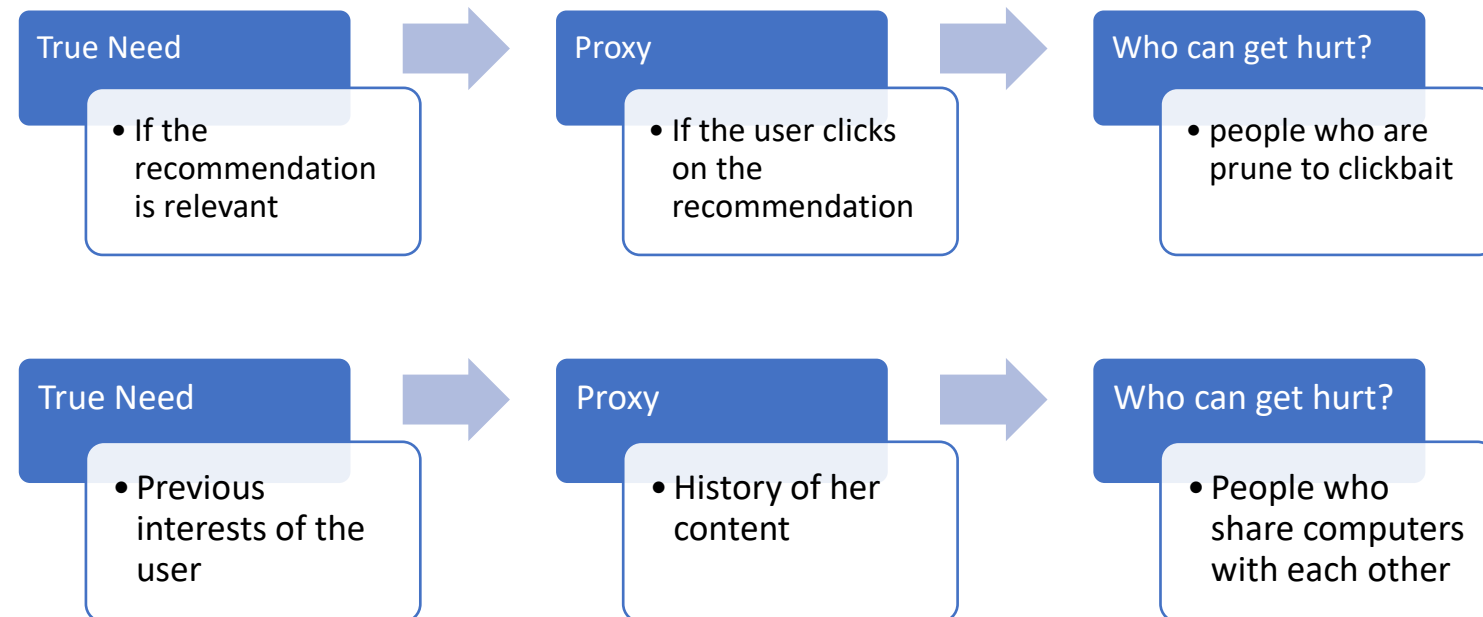 True Need
• If the
recommendation
is relevant
Proxy
• If the user clicks
on the
recommendation
Who can get hurt?
• people who are
prune to clickbait
True Need
• Previous
interests of the
user
Proxy
• History of her
content
Who can get hurt?
• People who
share computers
with each other